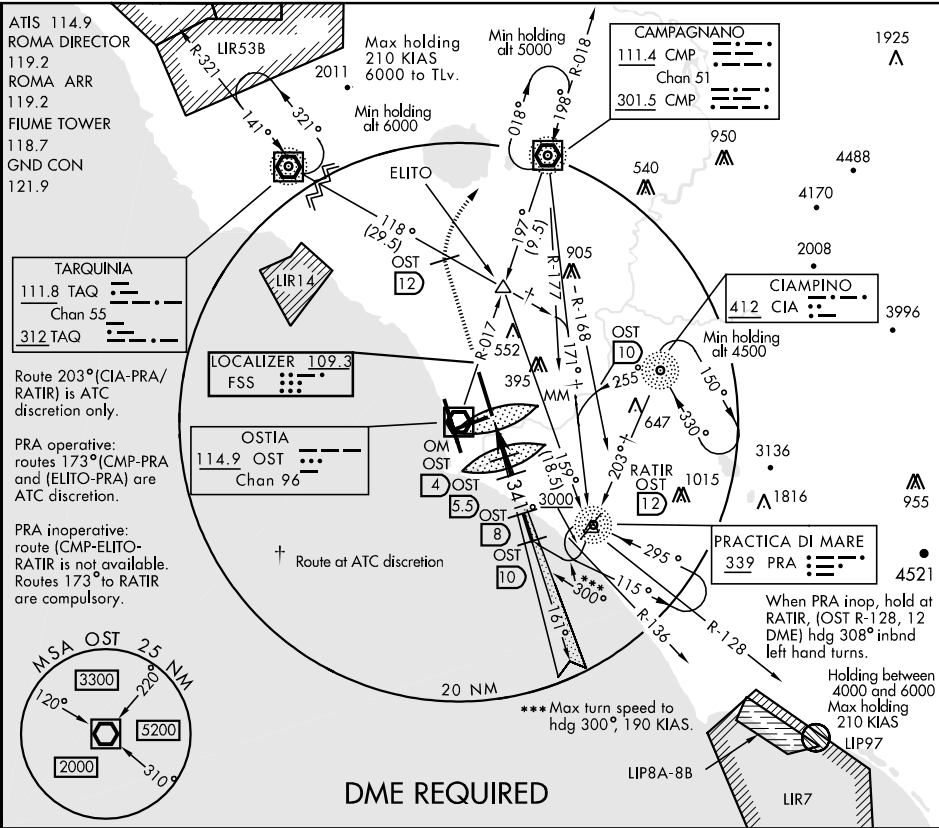 ATIS 114.9
ROMA DIRECTOR
119.2
ROMA ARR
119.2
FIUME TOWER
118.7
GND CON
121.9
LIR53B
R-321
141°
321°
2011
Max holding
210 KIAS
6000 to TLv.
Min holding
alt 6000
Min holding
alt 5000
R-018
018°
198°
CAMPAGNANO
111.4 CMP
Chan 51
301.5 CMP
1925
950
540
4488
4170
2008
3996
ELITO
118°
(29.5)
OST
12
197°
(9.5)
R-177
R-168
171°
905
LIR14
TARQUINIA
111.8 TAQ
Chan 55
312 TAQ
CIAMPINO
412 CIA
Min holding
alt 4500
150°
330°
OST
10
255°
647
203°
R-017
552
395
MM
LOCALIZER 109.3
FSS
Route 203° (CIA-PRA/
RATIR) is ATC
discretion only.
PRA operative:
routes 173° (CMP-PRA
and (ELITO-PRA) are
ATC discretion.
PRA inoperative:
route (CMP-ELITO-
RATIR is not available.
Routes 173° to RATIR
are compulsory.
OSTIA
114.9 OST
Chan 96
OM
OST
4
OST
5.5
OST
8
OST
10
341°
159°
(18.5)
3000
RATIR
OST
12
1015
3136
1816
955
4521
† Route at ATC discretion
PRACTICA DI MARE
339 PRA
295°
115°
***
300°
161°
R-136
R-128
When PRA inop, hold at
RATIR, (OST R-128, 12
DME) hdg 308° inbnd
left hand turns.
Holding between
4000 and 6000
Max holding
210 KIAS
LIP97
LIP8A-8B
LIR7
20 NM
*** Max turn speed to
hdg 300°, 190 KIAS.
MSA OST 25 NM
3300
220°
120°
5200
2000
310°
DME REQUIRED